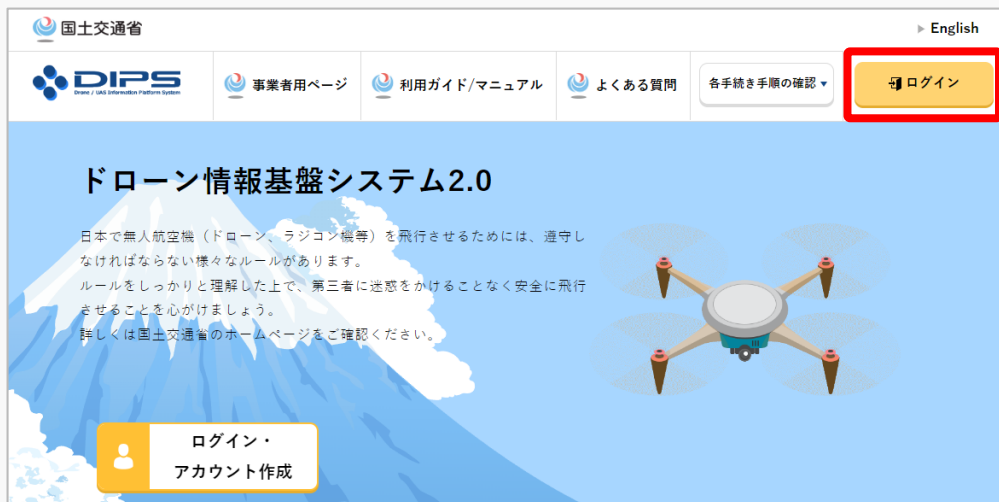 国土交通省
▶ English
DIPS
Drone / UAS Information Platform System
事業者用ページ
利用ガイド/マニュアル
よくある質問
各手続き手順の確認▼
ログイン
ドローン情報基盤システム2.0
日本で無人航空機（ドローン、ラジコン機等）を飛行させるためには、遵守し
なければならない様々なルールがあります。
ルールをしっかりと理解した上で、第三者に迷惑をかけることなく安全に飛行
させることを心がけましょう。
詳しくは国土交通省のホームページをご確認ください。
ログイン・
アカウント作成